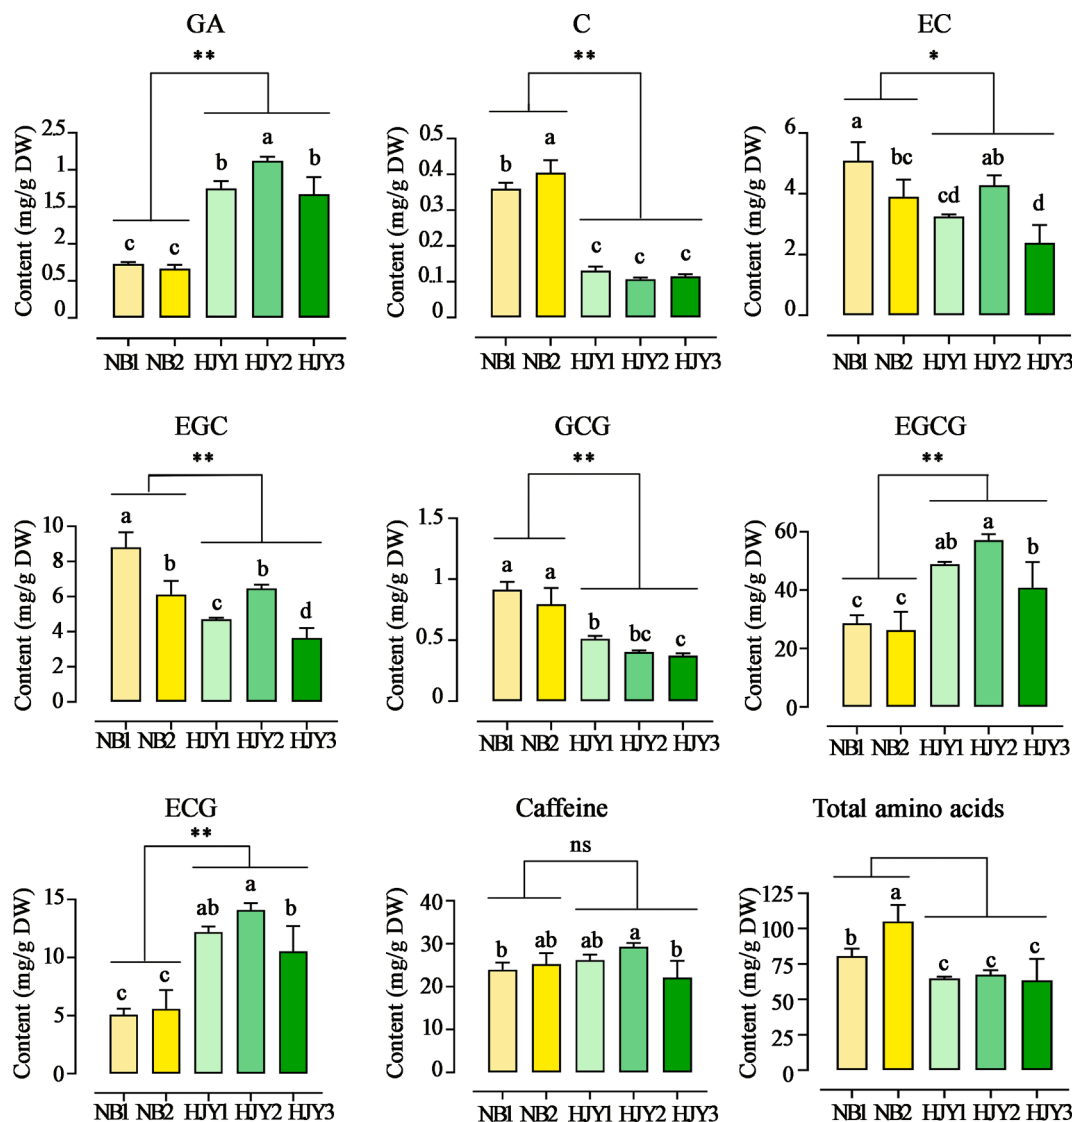 GA
**
Content (mg/g DW)
2.5
1
1.5
2
0.5
0
c
c
b
a
b
NB1 NB2 HJY1 HJY2 HJY3
C
**
Content (mg/g DW)
0.5
0.4
0.3
0.2
0.1
0
b
a
c
c
c
NB1 NB2 HJY1 HJY2 HJY3
EC
*
Content (mg/g DW)
6
4
2
0
a
bc
cd
ab
d
NB1 NB2 HJY1 HJY2 HJY3
EGC
**
Content (mg/g DW)
10
8
6
4
2
0
a
b
c
b
d
NB1 NB2 HJY1 HJY2 HJY3
GCG
**
Content (mg/g DW)
1.5
1
0.5
0
a
a
b
bc
c
NB1 NB2 HJY1 HJY2 HJY3
EGCG
**
Content (mg/g DW)
60
40
20
0
c
c
ab
a
b
NB1 NB2 HJY1 HJY2 HJY3
ECG
**
Content (mg/g DW)
15
10
5
0
c
c
ab
a
b
NB1 NB2 HJY1 HJY2 HJY3
Caffeine
ns
Content (mg/g DW)
40
30
20
10
0
b
ab
ab
a
b
NB1 NB2 HJY1 HJY2 HJY3
Total amino acids
Content (mg/g DW)
125
100
75
50
25
0
b
a
c
c
c
NB1 NB2 HJY1 HJY2 HJY3